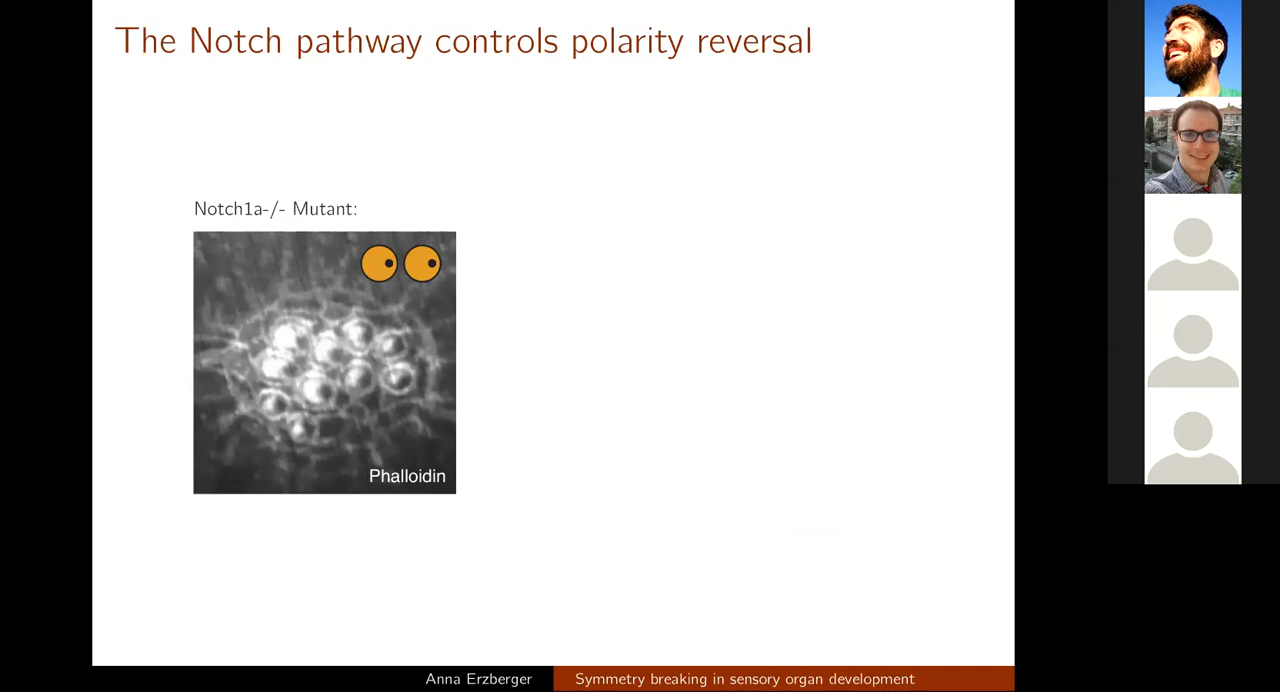 The Notch pathway controls polarity reversal
Notch1a-/- Mutant:
Phalloidin
Anna Erzberger
Symmetry breaking in sensory organ development